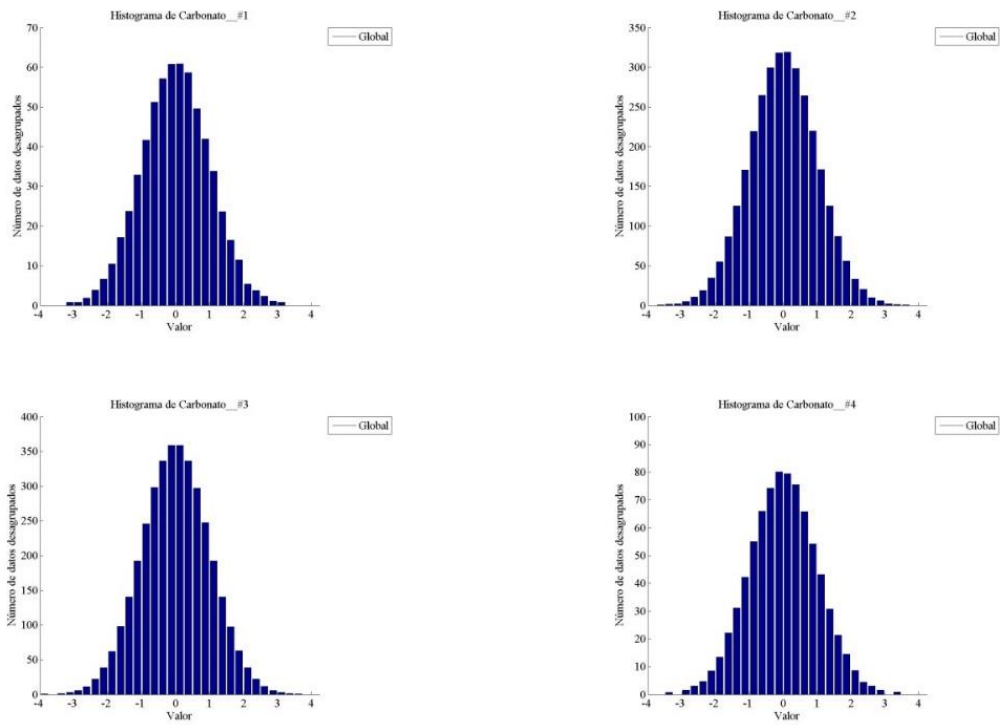 Histograma de Carbonato__#1
Global
Número de datos desagrupados
70
60
50
40
30
20
10
0
-4 -3 -2 -1 0 1 2 3 4
Valor
Histograma de Carbonato__#2
Global
Número de datos desagrupados
350
300
250
200
150
100
50
0
-4 -3 -2 -1 0 1 2 3 4
Valor
Histograma de Carbonato__#3
Global
Número de datos desagrupados
400
350
300
250
200
150
100
50
0
-4 -3 -2 -1 0 1 2 3 4
Valor
Histograma de Carbonato__#4
Global
Número de datos desagrupados
100
90
80
70
60
50
40
30
20
10
0
-4 -3 -2 -1 0 1 2 3 4
Valor